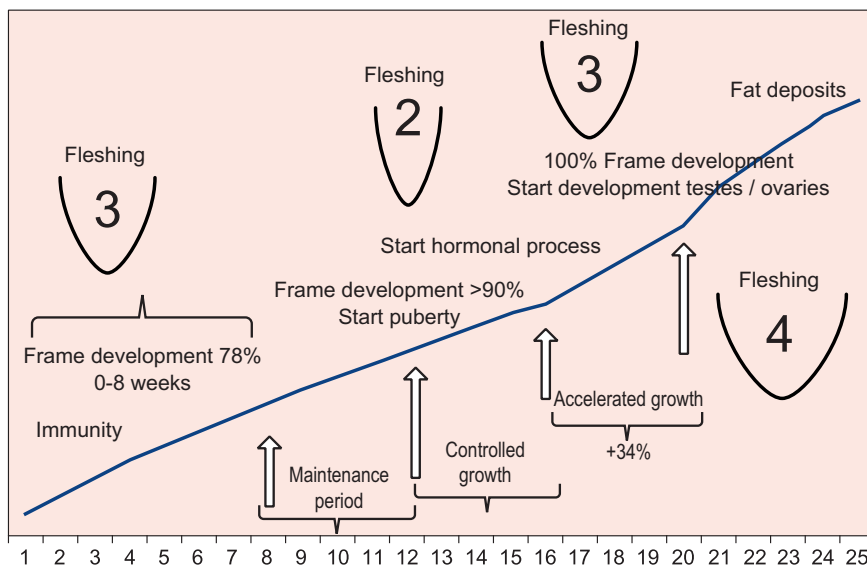 Fleshing
3
Fleshing
2
Fleshing
3
Fat deposits
100% Frame development
Start development testes / ovaries
Start hormonal process
Frame development >90%
Start puberty
Fleshing
4
Frame development 78%
0-8 weeks
Immunity
Maintenance
period
Controlled
growth
Accelerated growth
+34%
1 2 3 4 5 6 7 8 9 10 11 12 13 14 15 16 17 18 19 20 21 22 23 24 25